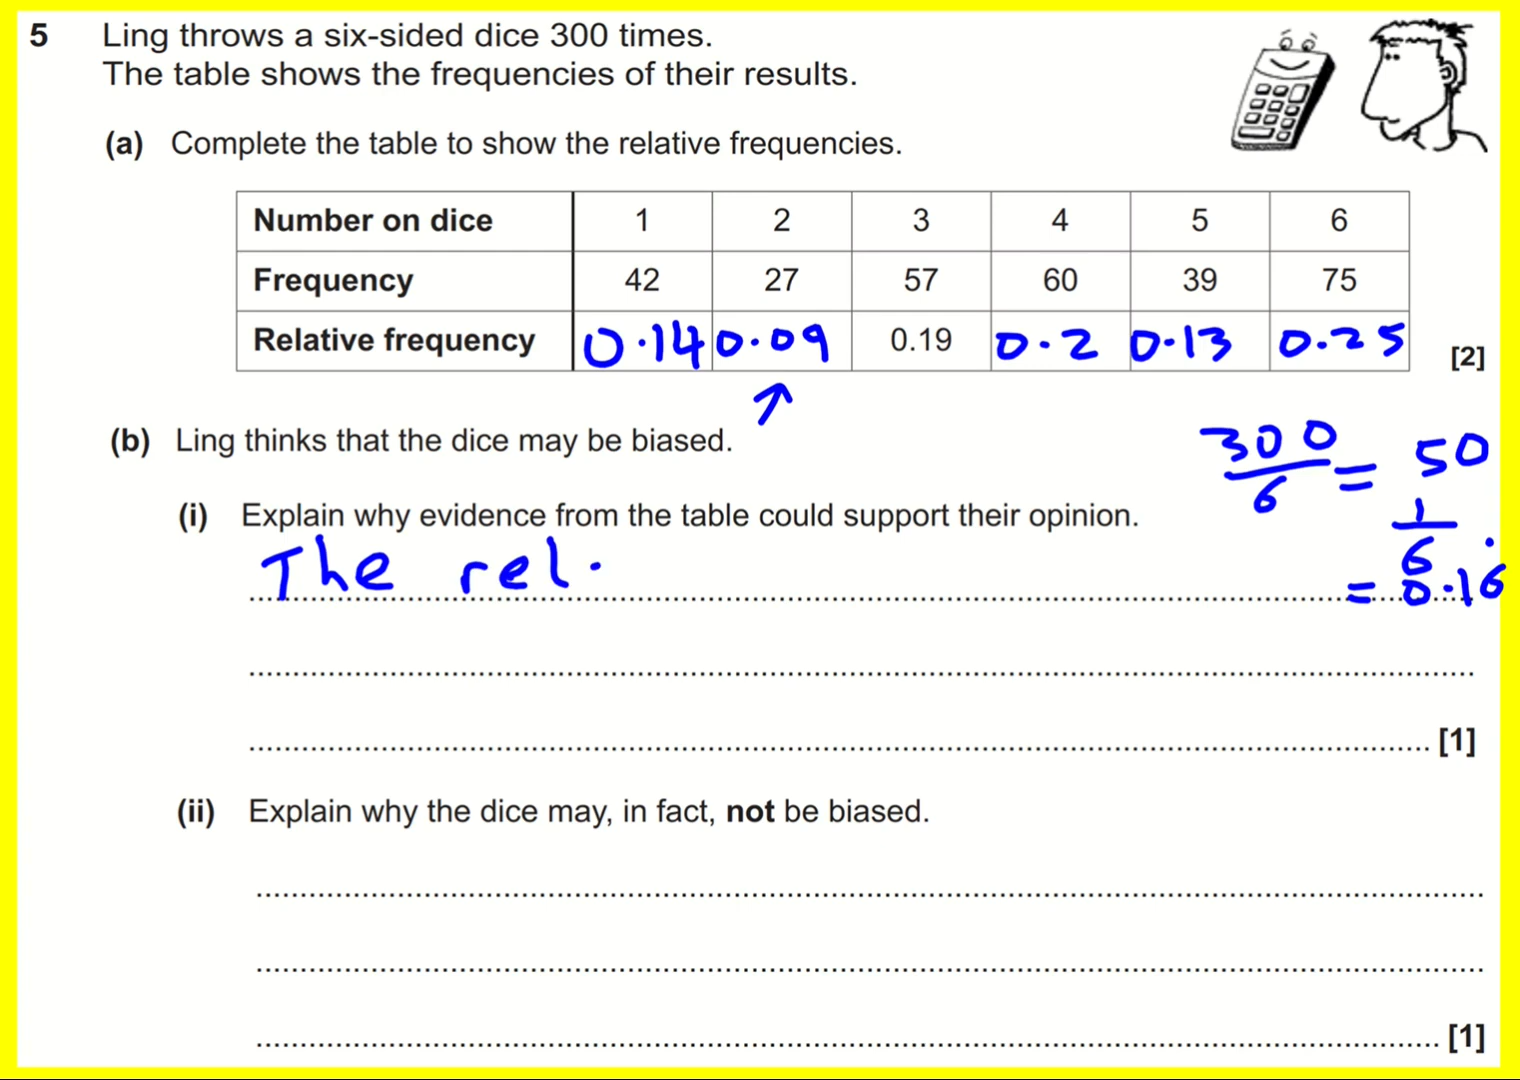 5 Ling throws a six-sided dice 300 times.
The table shows the frequencies of their results.
(a) Complete the table to show the relative frequencies.
Number on dice 1 2 3 4 5 6
Frequency 42 27 57 60 39 75
Relative frequency 0.14 0.09 0.19 0.2 0.13 0.25 [2]
(b) Ling thinks that the dice may be biased.
300/6 = 50
(i) Explain why evidence from the table could support their opinion.
1/6 = 0.16̇
The rel.
[1]
(ii) Explain why the dice may, in fact, not be biased.
[1]